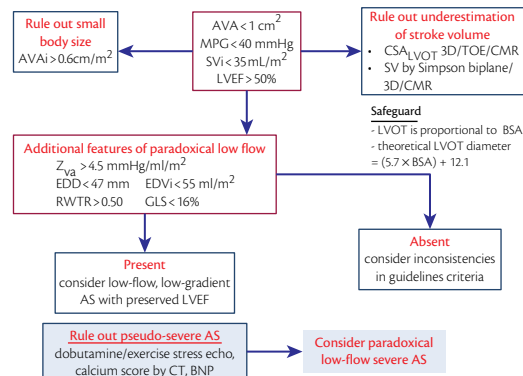 Rule out small
body size
AVAi>0.6cm/m²
AVA<1 cm²
MPG<40 mmHg
SVi<35mL/m²
LVEF>50%
Rule out underestimation
of stroke volume
• CSA_LVOT 3D/TOE/CMR
• SV by Simpson biplane/
3D/CMR
Safeguard
- LVOT is proportional to BSA
- theoretical LVOT diameter
= (5.7 × BSA) + 12.1
Additional features of paradoxical low flow
Z_va >4.5 mmHg/ml/m²
EDD<47 mm EDVi<55 ml/m²
RWTR>0.50 GLS<16%
Absent
consider inconsistencies
in guidelines criteria
Present
consider low-flow, low-gradient
AS with preserved LVEF
Rule out pseudo-severe AS
dobutamine/exercise stress echo,
calcium score by CT, BNP
Consider paradoxical
low-flow severe AS